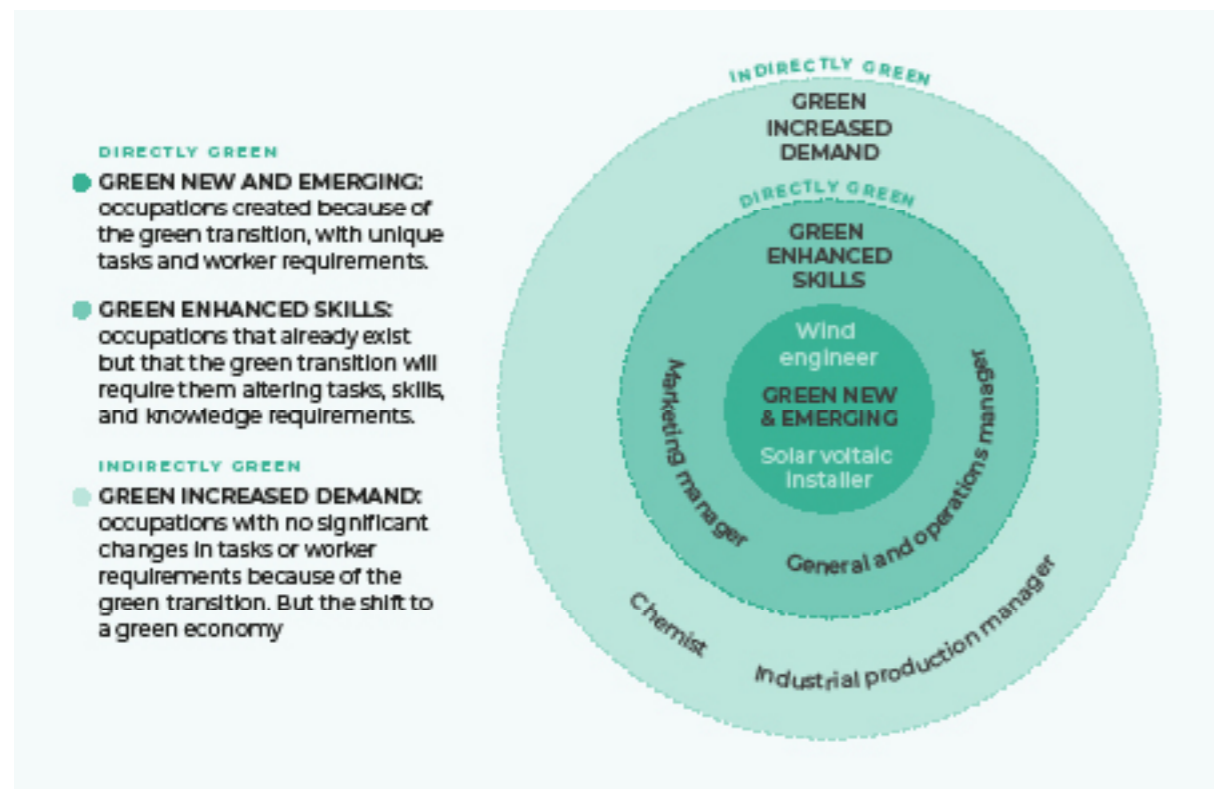 DIRECTLY GREEN
GREEN NEW AND EMERGING:
occupations created because of
the green transition, with unique
tasks and worker requirements.
GREEN ENHANCED SKILLS:
occupations that already exist
but that the green transition will
require them altering tasks, skills,
and knowledge requirements.
INDIRECTLY GREEN
GREEN INCREASED DEMAND:
occupations with no significant
changes in tasks or worker
requirements because of the
green transition. But the shift to
a green economy
INDIRECTLY GREEN
GREEN
INCREASED
DEMAND
DIRECTLY GREEN
GREEN
ENHANCED
SKILLS
Wind
engineer
GREEN NEW
& EMERGING
Solar voltaic
installer
Marketing manager
General and operations manager
Chemist
Industrial production manager